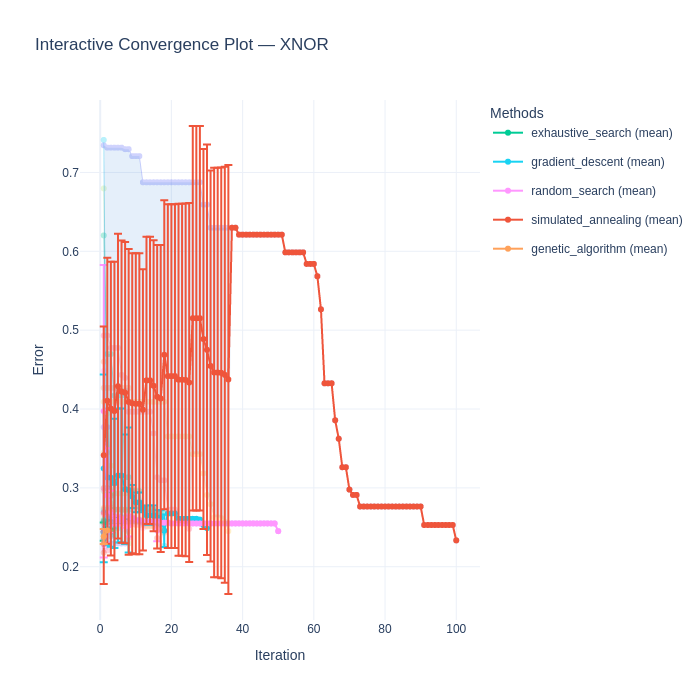 Interactive Convergence Plot — XNOR
Methods
exhaustive_search (mean)
gradient_descent (mean)
random_search (mean)
simulated_annealing (mean)
genetic_algorithm (mean)
0.7
0.6
0.5
0.4
0.3
0.2
Error
0
20
40
60
80
100
Iteration